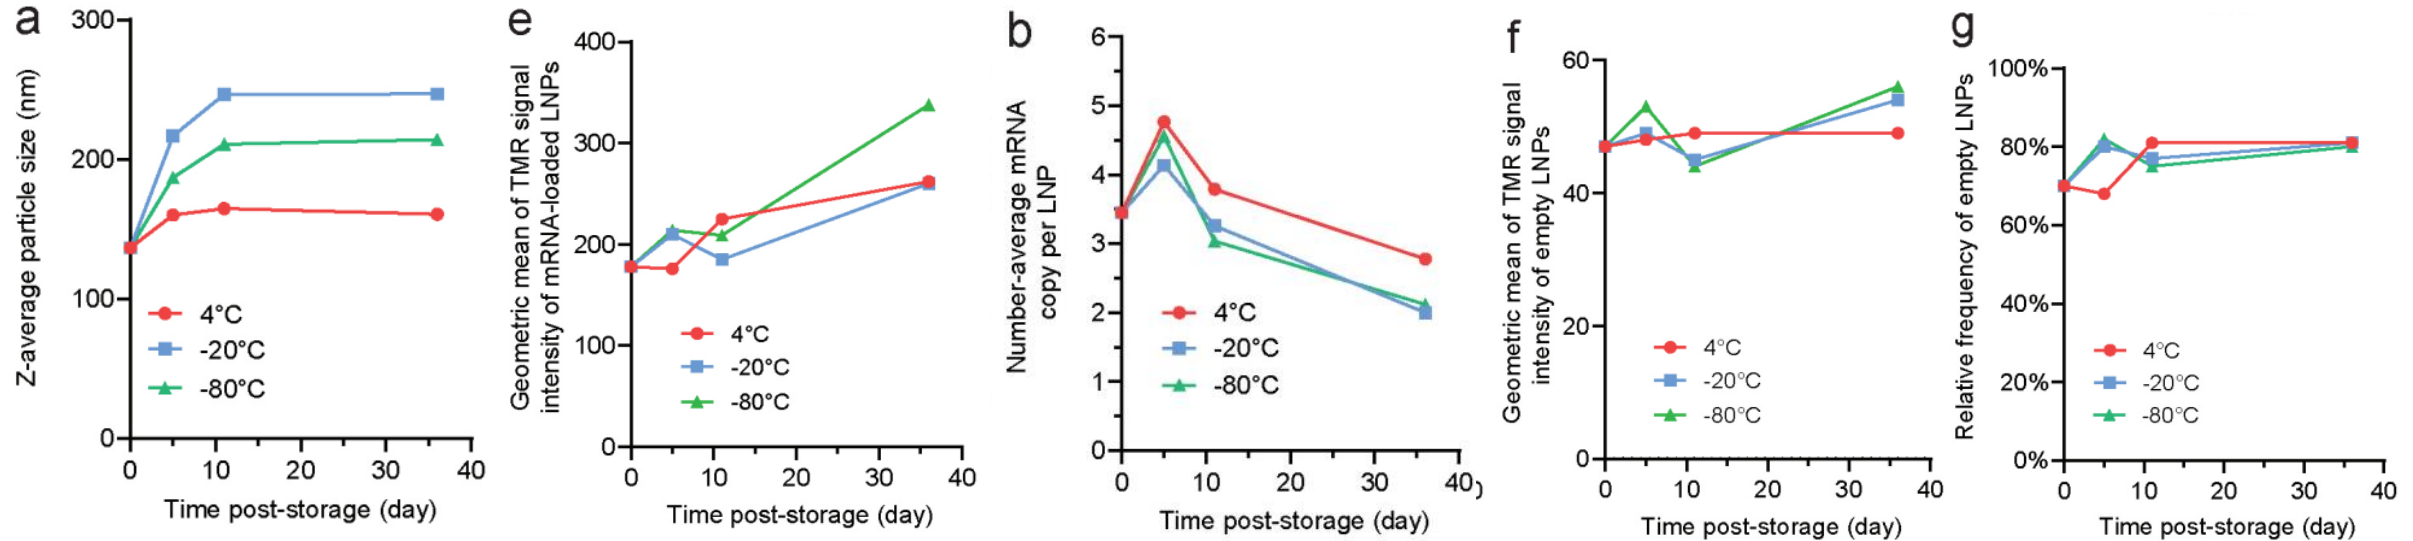 a
Z-average particle size (nm)
300
200
100
0
4°C
-20°C
-80°C
0 10 20 30 40
Time post-storage (day)
e
Geometric mean of TMR signal
intensity of mRNA-loaded LNPs
400
300
200
100
0
4°C
-20°C
-80°C
0 10 20 30 40
Time post-storage (day)
b
Number-average mRNA
copy per LNP
6
5
4
3
2
1
0
4°C
-20°C
-80°C
0 10 20 30 40
Time post-storage (day)
f
Geometric mean of TMR signal
intensity of empty LNPs
60
40
20
0
4°C
-20°C
-80°C
0 10 20 30 40
Time post-storage (day)
g
Relative frequency of empty LNPs
100%
80%
60%
40%
20%
0%
4°C
-20°C
-80°C
0 10 20 30 40
Time post-storage (day)